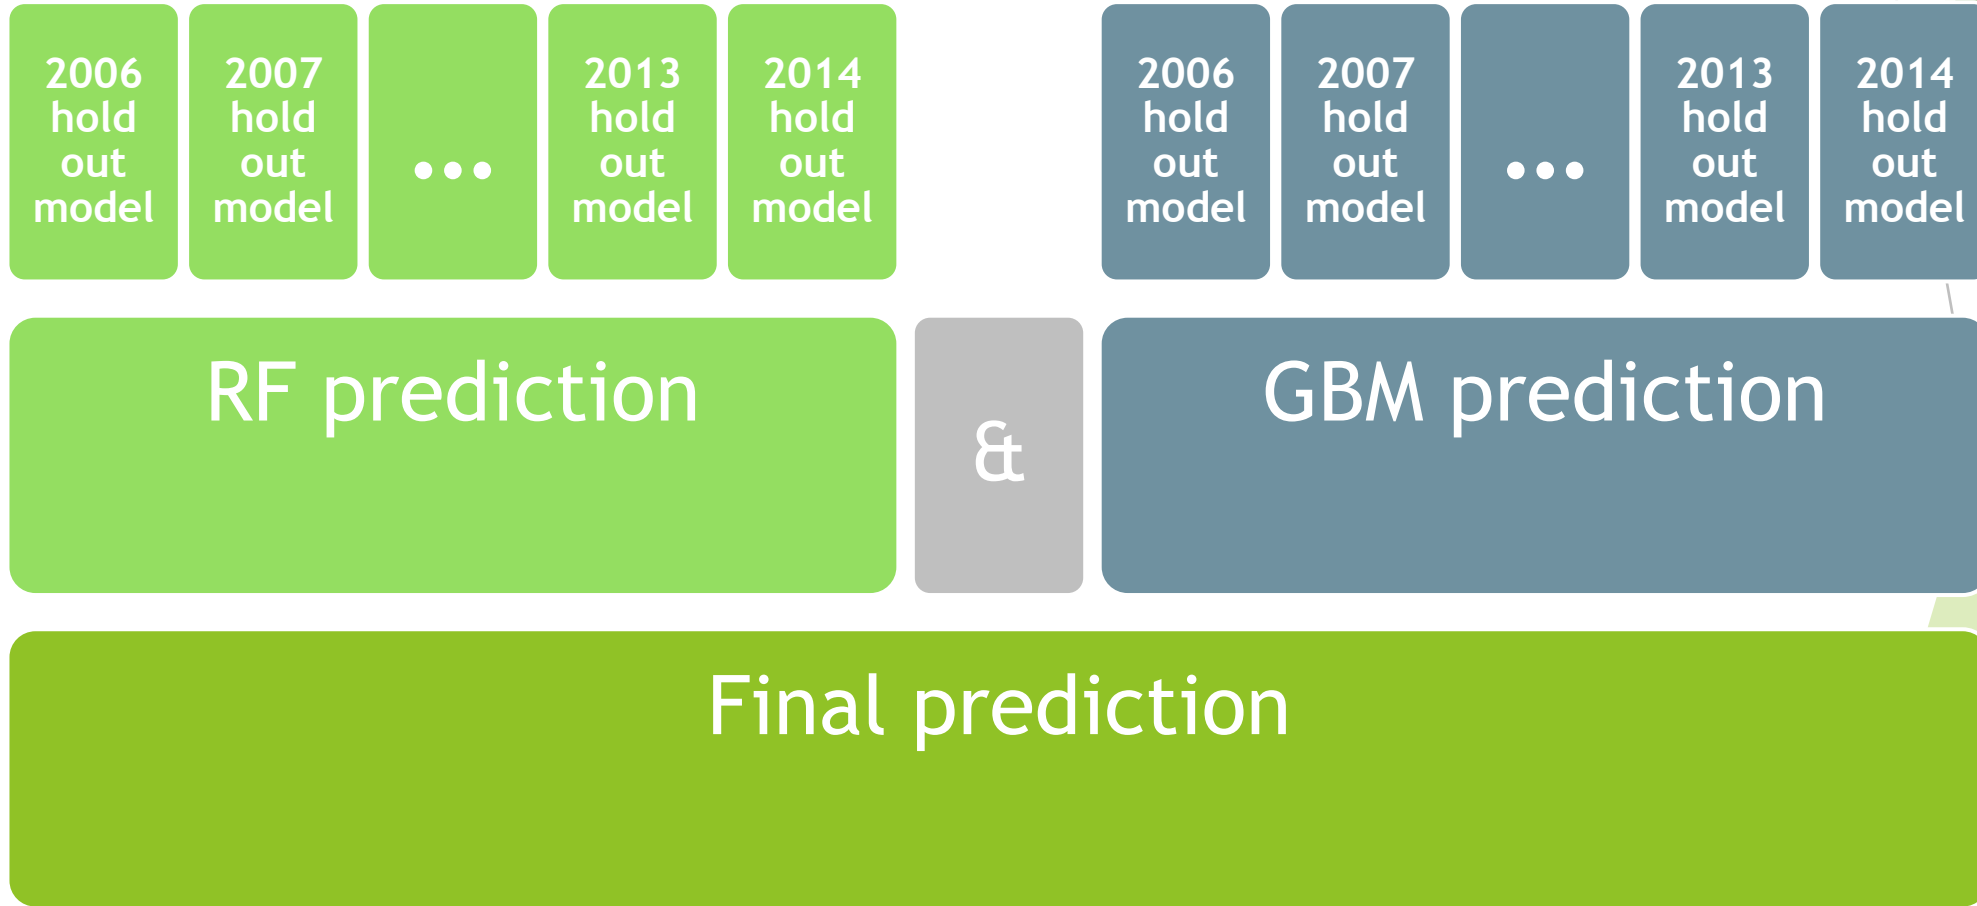 2006
hold
out
model
2007
hold
out
model
...
2013
hold
out
model
2014
hold
out
model
2006
hold
out
model
2007
hold
out
model
...
2013
hold
out
model
2014
hold
out
model
RF prediction
&
GBM prediction
Final prediction